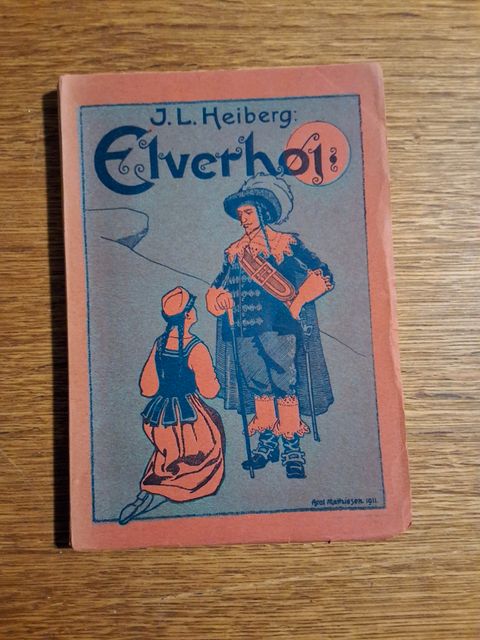 J. L. Heiberg:
Elverhøj:
Axel Mathiesen 1911